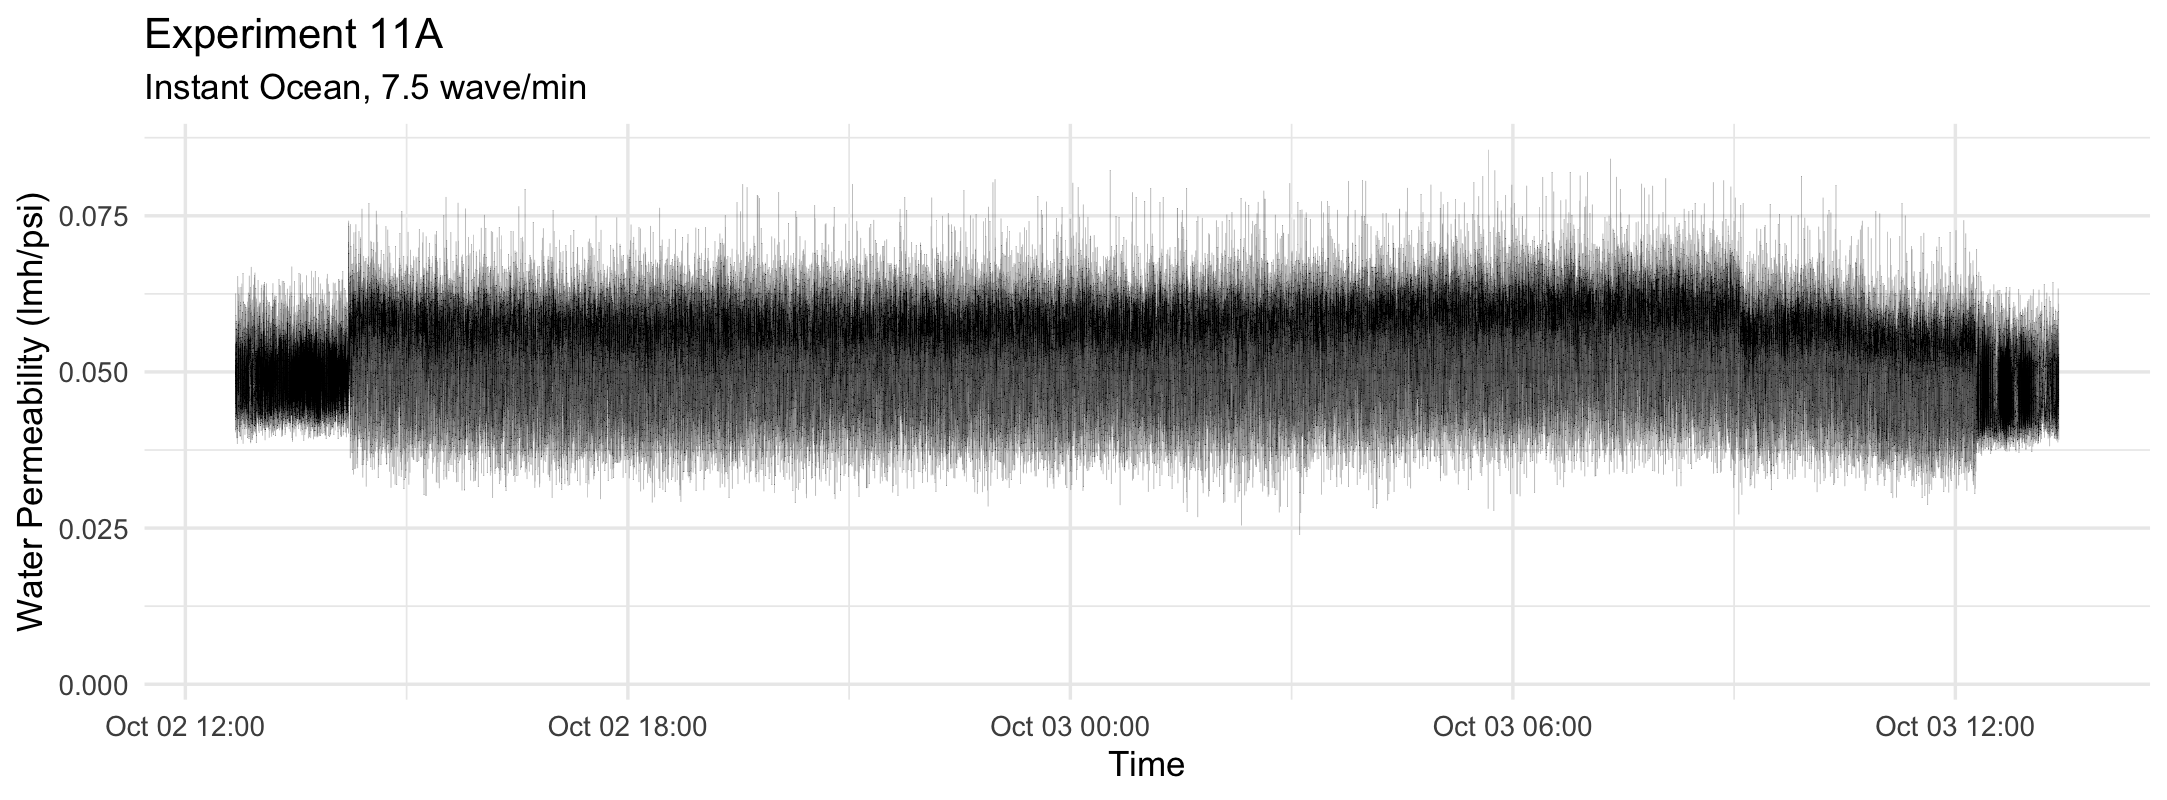 Experiment 11A
Instant Ocean, 7.5 wave/min
Water Permeability (lmh/psi)
0.075
0.050
0.025
0.000
Oct 02 12:00
Oct 02 18:00
Oct 03 00:00
Oct 03 06:00
Oct 03 12:00
Time